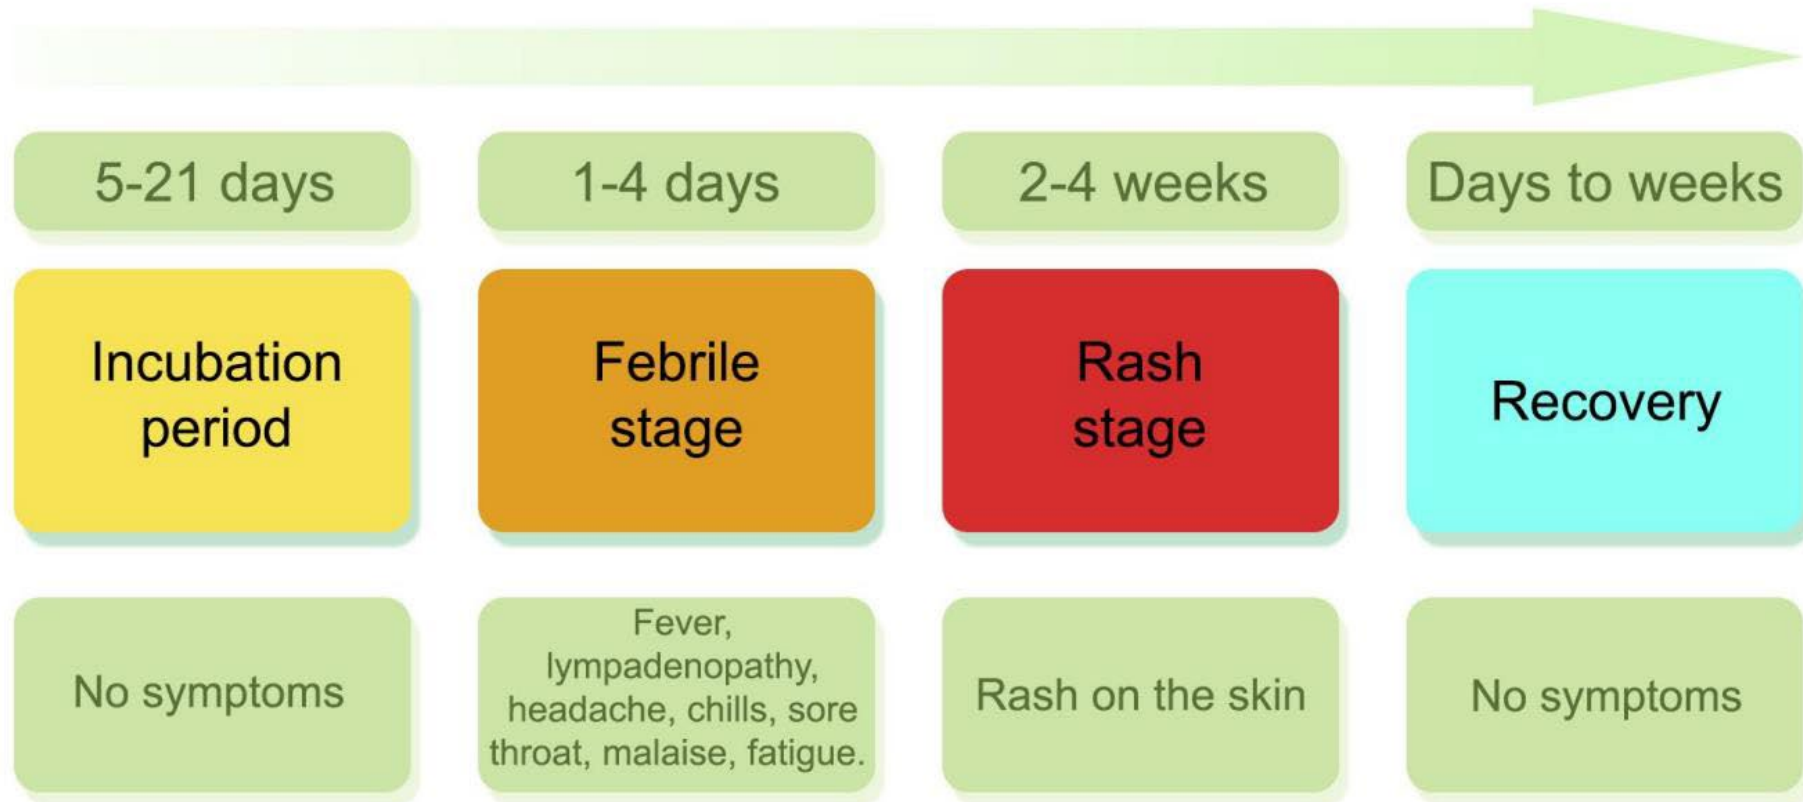 5-21 days
1-4 days
2-4 weeks
Days to weeks
Incubation
period
Febrile
stage
Rash
stage
Recovery
No symptoms
Fever,
lympadenopathy,
headache, chills, sore
throat, malaise, fatigue.
Rash on the skin
No symptoms